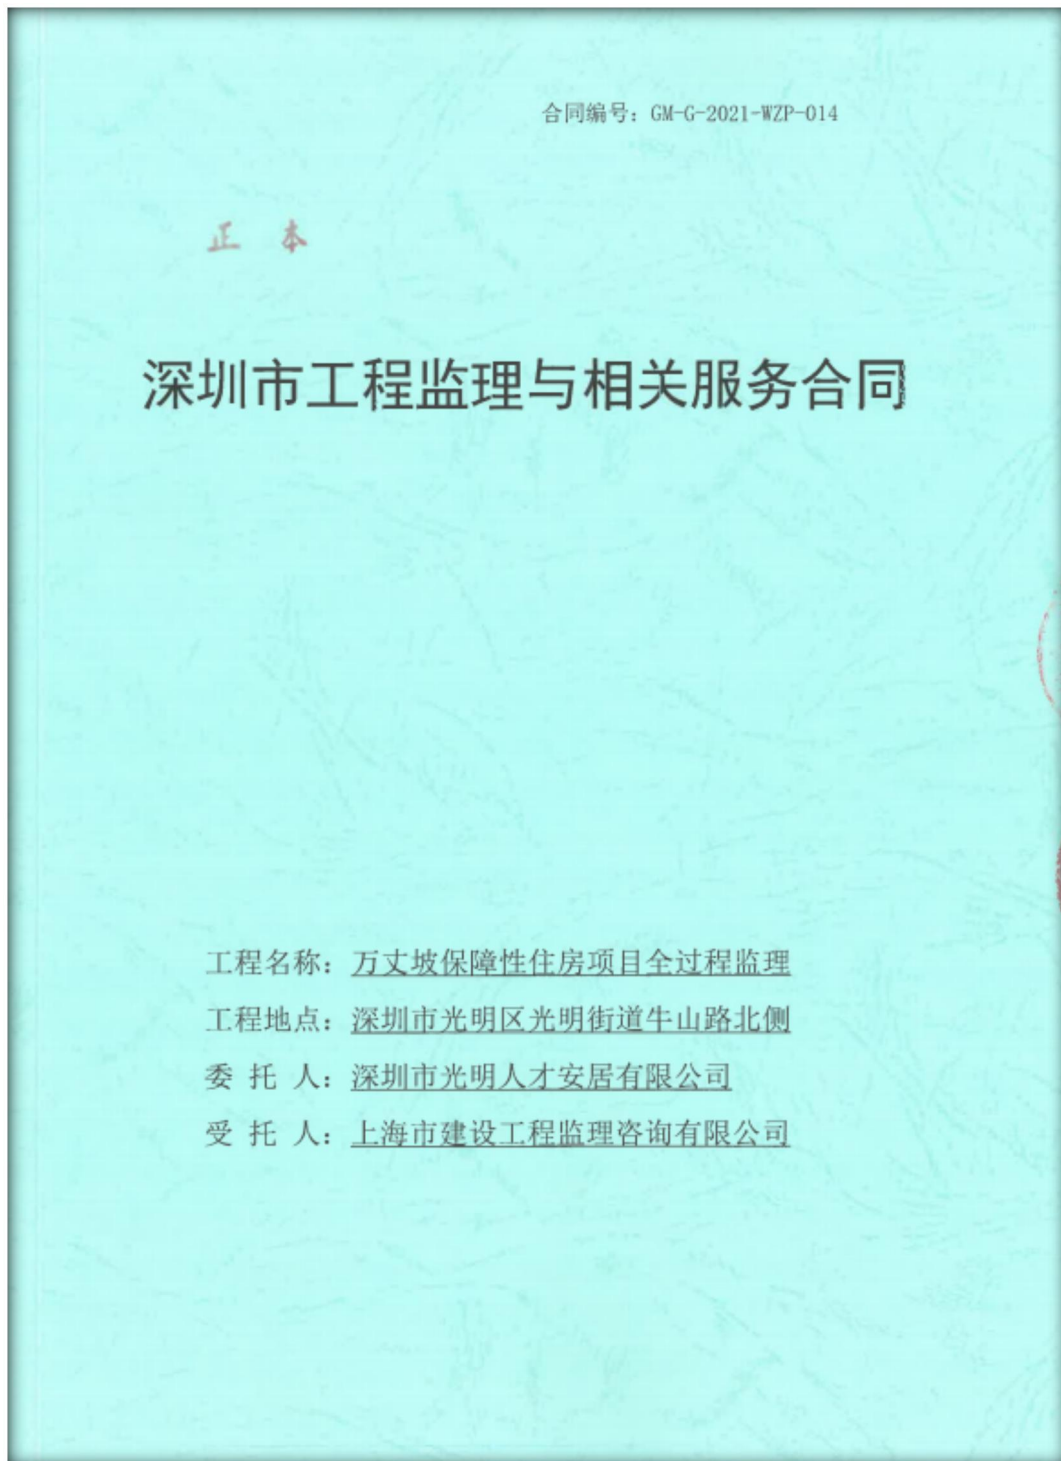 合同编号：GM-G-2021-WZP-014
正 本
深圳市工程监理与相关服务合同
工程名称：万丈坡保障性住房项目全过程监理
工程地点：深圳市光明区光明街道牛山路北侧
委 托 人：深圳市光明人才安居有限公司
受 托 人：上海市建设工程监理咨询有限公司